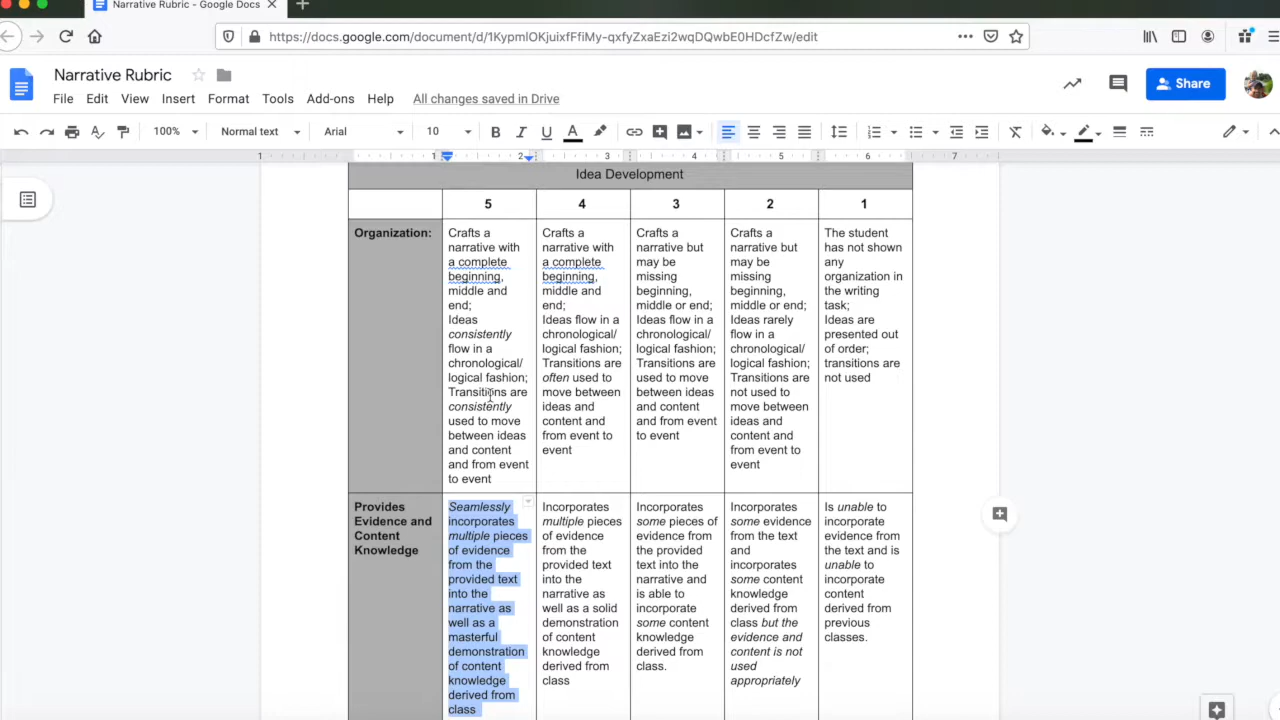 Narrative Rubric - Google Docs
https://docs.google.com/document/d/1KypmlOKjuixfFfiMy-qxfyZxaEzi2wqDQwbE0HDcfZw/edit
Narrative Rubric
File Edit View Insert Format Tools Add-ons Help All changes saved in Drive
Share
100% Normal text Arial 10
1 1 2 3 4 5 6 7
Idea Development
5 4 3 2 1
Organization:
Crafts a
narrative with
a complete
beginning,
middle and
end;
Ideas
consistently
flow in a
chronological/
logical fashion;
Transitions are
consistently
used to move
between ideas
and content
and from event
to event
Crafts a
narrative with
a complete
beginning,
middle and
end;
Ideas flow in a
chronological/
logical fashion;
Transitions are
often used to
move between
ideas and
content and
from event to
event
Crafts a
narrative but
may be
missing
beginning,
middle or end;
Ideas flow in a
chronological/
logical fashion;
Transitions are
used to move
between ideas
and content
and from event
to event
Crafts a
narrative but
may be
missing
beginning,
middle or end;
Ideas rarely
flow in a
chronological/
logical fashion;
Transitions are
not used to
move between
ideas and
content and
from event to
event
The student
has not shown
any
organization in
the writing
task;
Ideas are
presented out
of order;
transitions are
not used
Provides
Evidence and
Content
Knowledge
Seamlessly
incorporates
multiple pieces
of evidence
from the
provided text
into the
narrative as
well as a
masterful
demonstration
of content
knowledge
derived from
class
Incorporates
multiple pieces
of evidence
from the
provided text
into the
narrative as
well as a solid
demonstration
of content
knowledge
derived from
class
Incorporates
some pieces of
evidence from
the provided
text into the
narrative and
is able to
incorporate
some content
knowledge
derived from
class.
Incorporates
some evidence
from the text
and
incorporates
some content
knowledge
derived from
class but the
evidence and
content is not
used
appropriately
Is unable to
incorporate
evidence from
the text and is
unable to
incorporate
content
derived from
previous
classes.